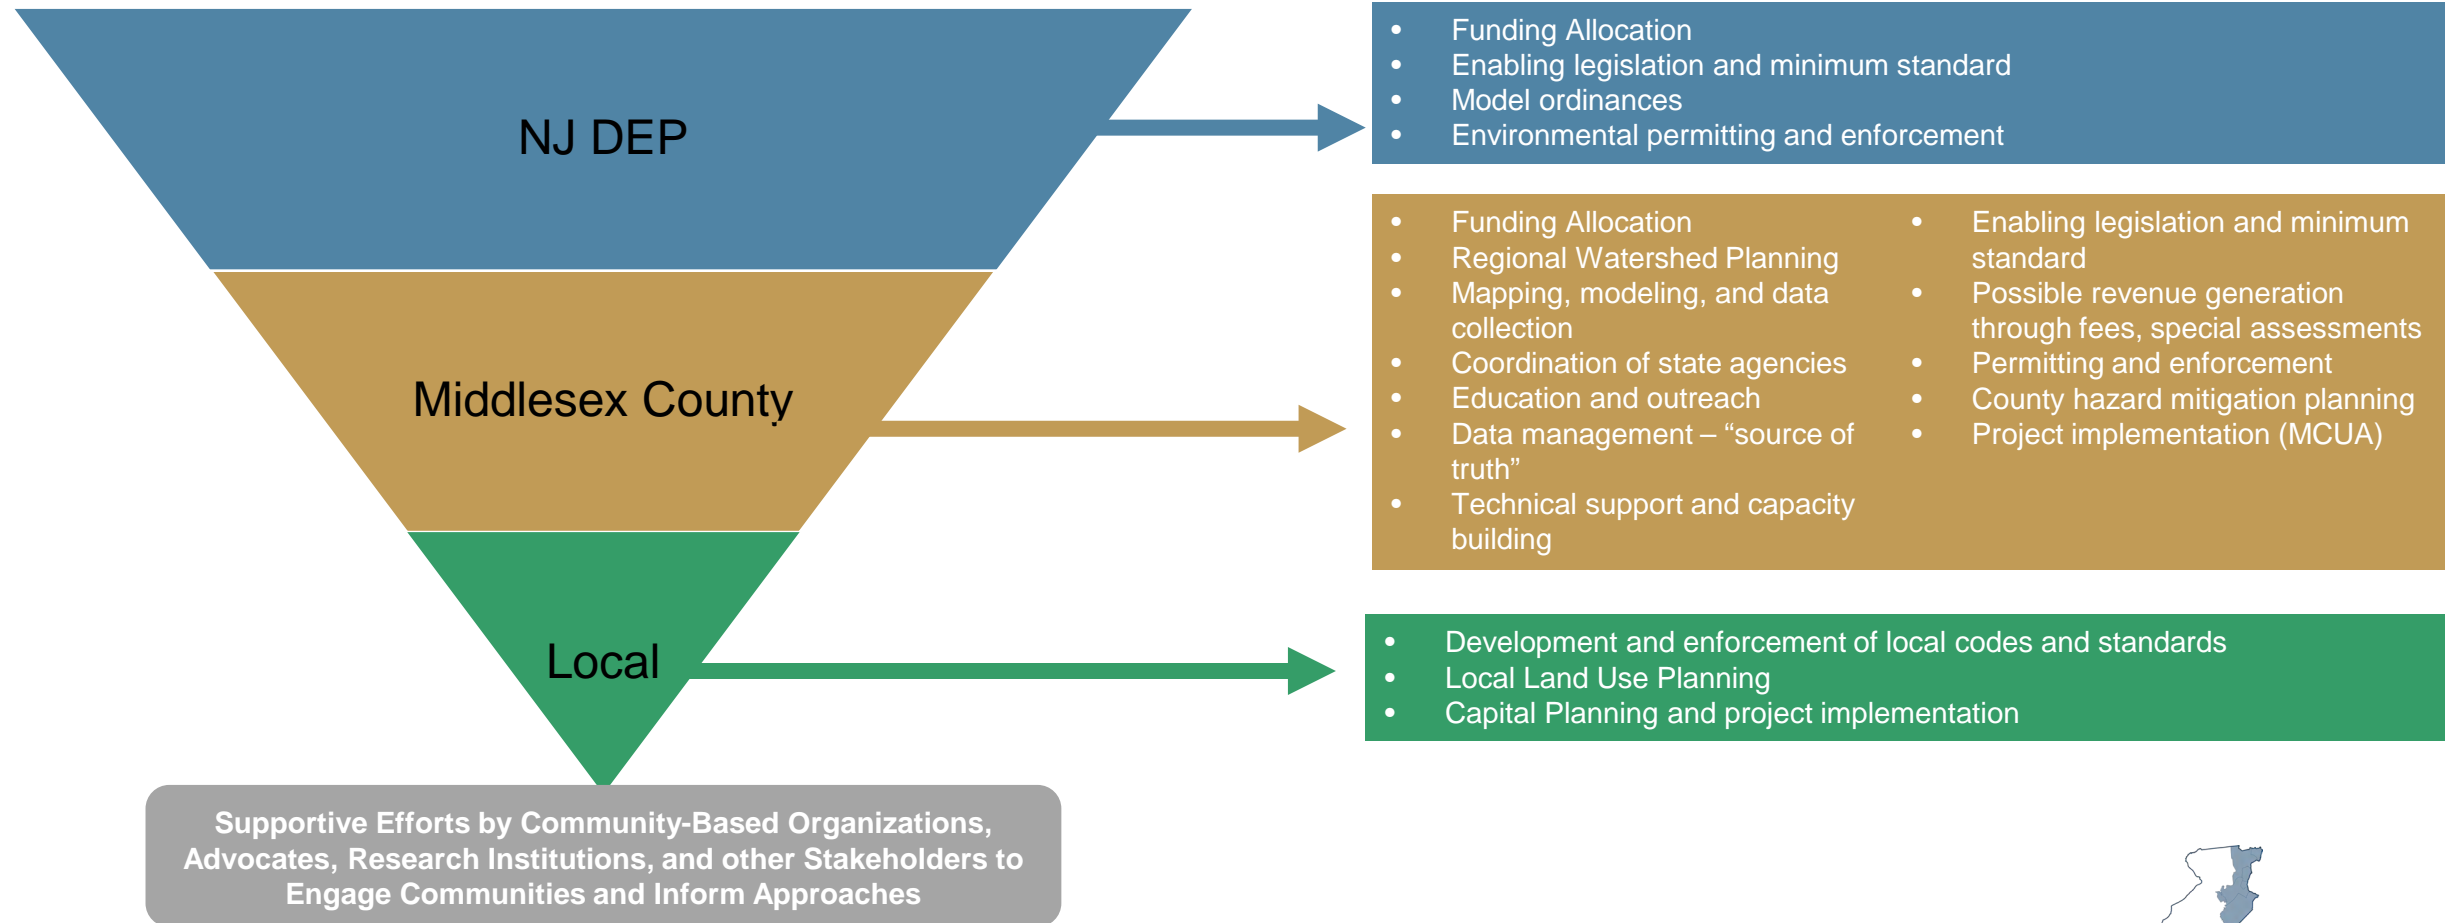 NJ DEP
• Funding Allocation
• Enabling legislation and minimum standard
• Model ordinances
• Environmental permitting and enforcement
Middlesex County
• Funding Allocation
• Regional Watershed Planning
• Mapping, modeling, and data
collection
• Coordination of state agencies
• Education and outreach
• Data management – “source of
truth”
• Technical support and capacity
building
• Enabling legislation and minimum
standard
• Possible revenue generation
through fees, special assessments
• Permitting and enforcement
• County hazard mitigation planning
• Project implementation (MCUA)
Local
• Development and enforcement of local codes and standards
• Local Land Use Planning
• Capital Planning and project implementation
Supportive Efforts by Community-Based Organizations,
Advocates, Research Institutions, and other Stakeholders to
Engage Communities and Inform Approaches